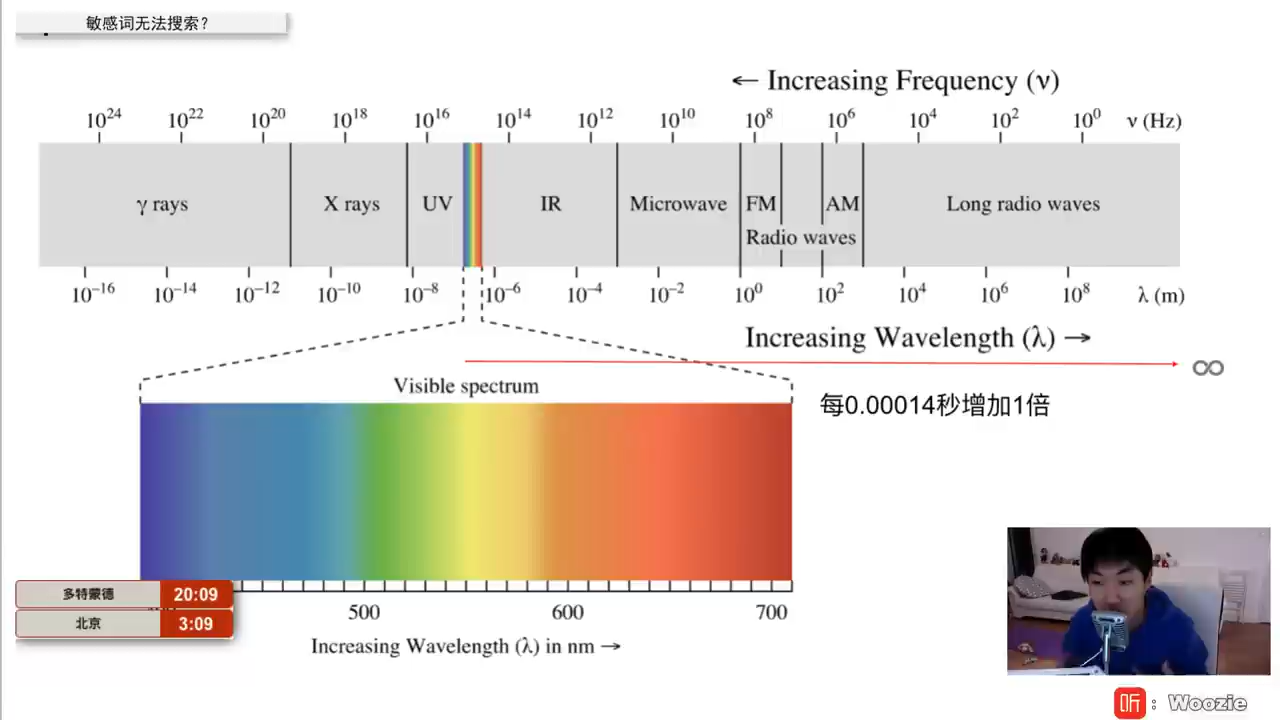 敏感词无法搜索？
← Increasing Frequency (ν)
10²⁴ 10²² 10²⁰ 10¹⁸ 10¹⁶ 10¹⁴ 10¹² 10¹⁰ 10⁸ 10⁶ 10⁴ 10² 10⁰ ν (Hz)
γ rays X rays UV IR Microwave FM AM Long radio waves
Radio waves
10⁻¹⁶ 10⁻¹⁴ 10⁻¹² 10⁻¹⁰ 10⁻⁸ 10⁻⁶ 10⁻⁴ 10⁻² 10⁰ 10² 10⁴ 10⁶ 10⁸ λ (m)
Increasing Wavelength (λ) →
∞
Visible spectrum
每0.00014秒增加1倍
多特蒙德 20:09
北京 3:09
500 600 700
Increasing Wavelength (λ) in nm →
听 : Woozie